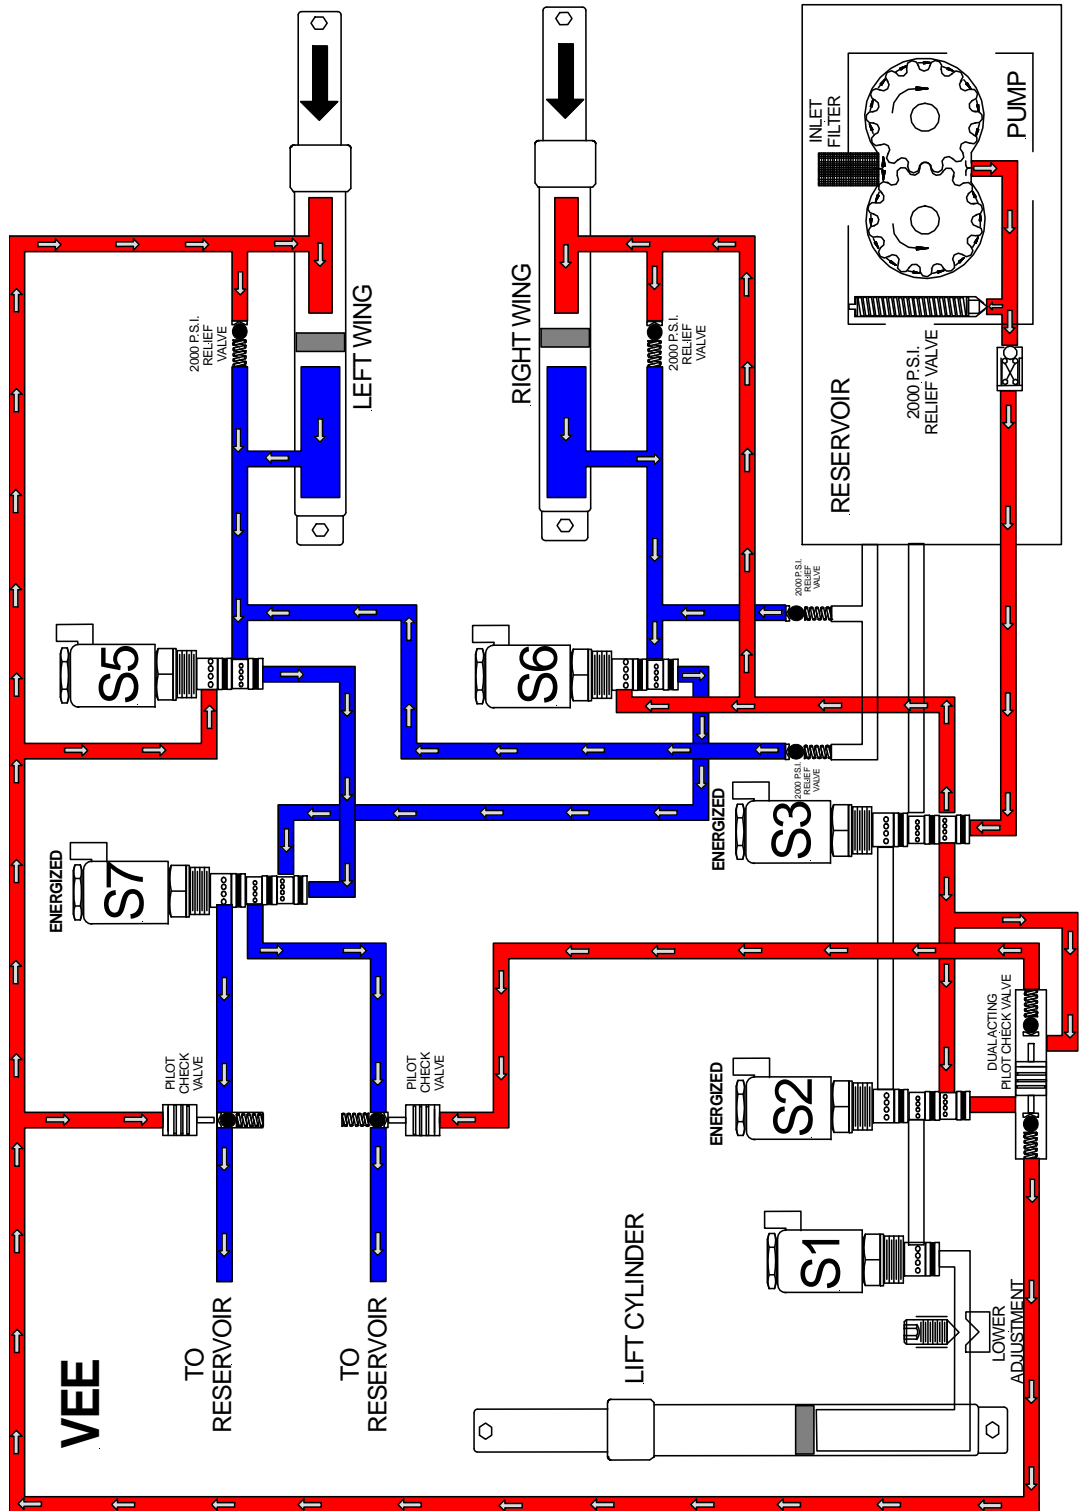 VEE
TO
RESERVOIR
TO
RESERVOIR
PILOT
CHECK
VALVE
PILOT
CHECK
VALVE
ENERGIZED
S7
S5
2000 P.S.I.
RELIEF
VALVE
LEFT WING
RIGHT WING
2000 P.S.I.
RELIEF
VALVE
S6
2000 P.S.I.
RELIEF
VALVE
2000 P.S.I.
RELIEF
VALVE
ENERGIZED
S3
ENERGIZED
S2
S1
LIFT CYLINDER
LOWER
ADJUSTMENT
DUAL ACTING
PILOT CHECK VALVE
RESERVOIR
2000 P.S.I.
RELIEF VALVE
INLET
FILTER
PUMP